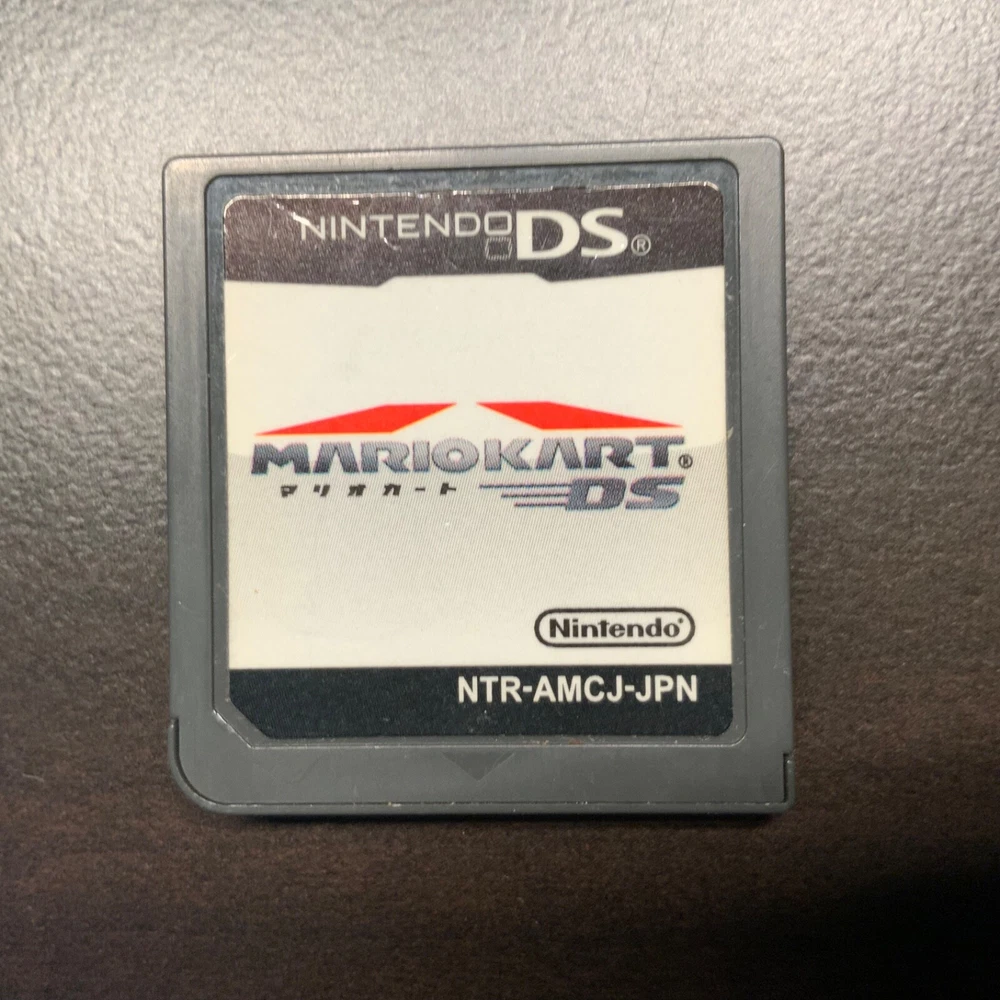 NINTENDO DS®
MARIOKART®
マリオカート DS
Nintendo®
NTR-AMCJ-JPN